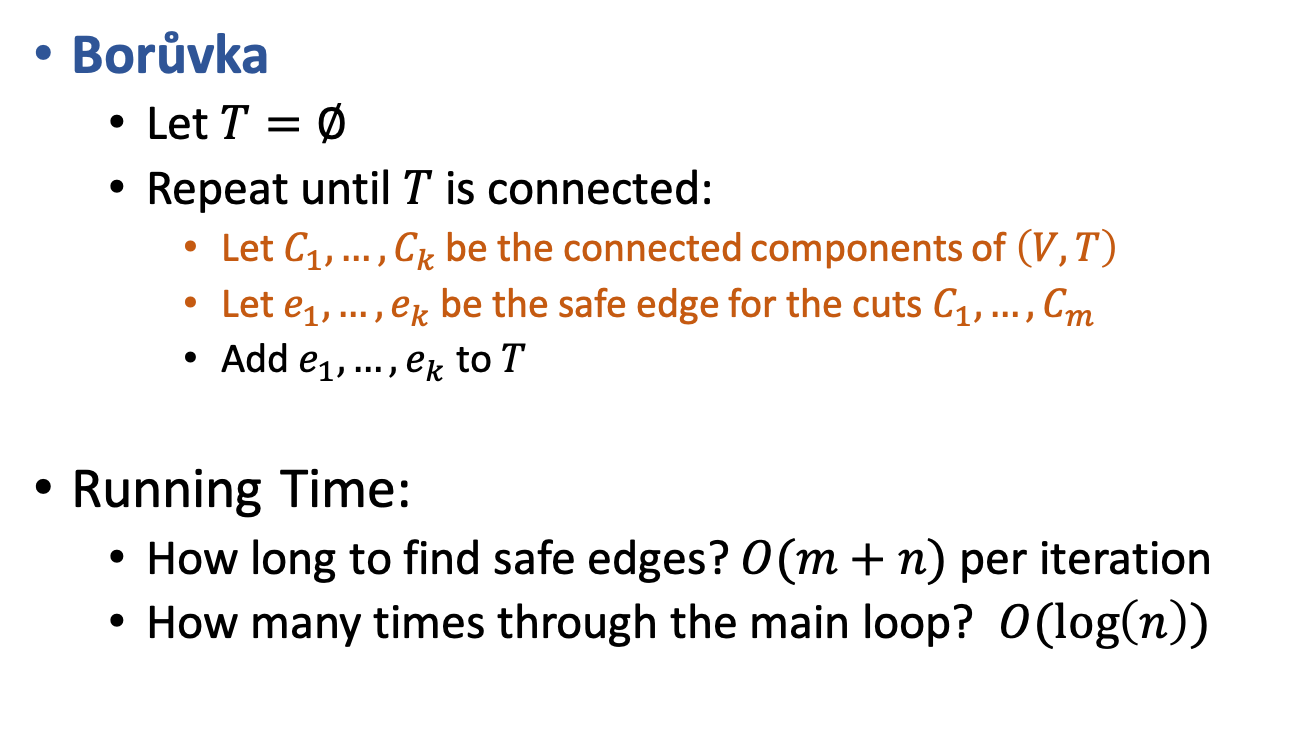 • Borůvka
• Let T = ∅
• Repeat until T is connected:
• Let C₁, … , Cₖ be the connected components of (V, T)
• Let e₁, … , eₖ be the safe edge for the cuts C₁, … , Cₘ
• Add e₁, … , eₖ to T
• Running Time:
• How long to find safe edges? O(m + n) per iteration
• How many times through the main loop? O(log(n))